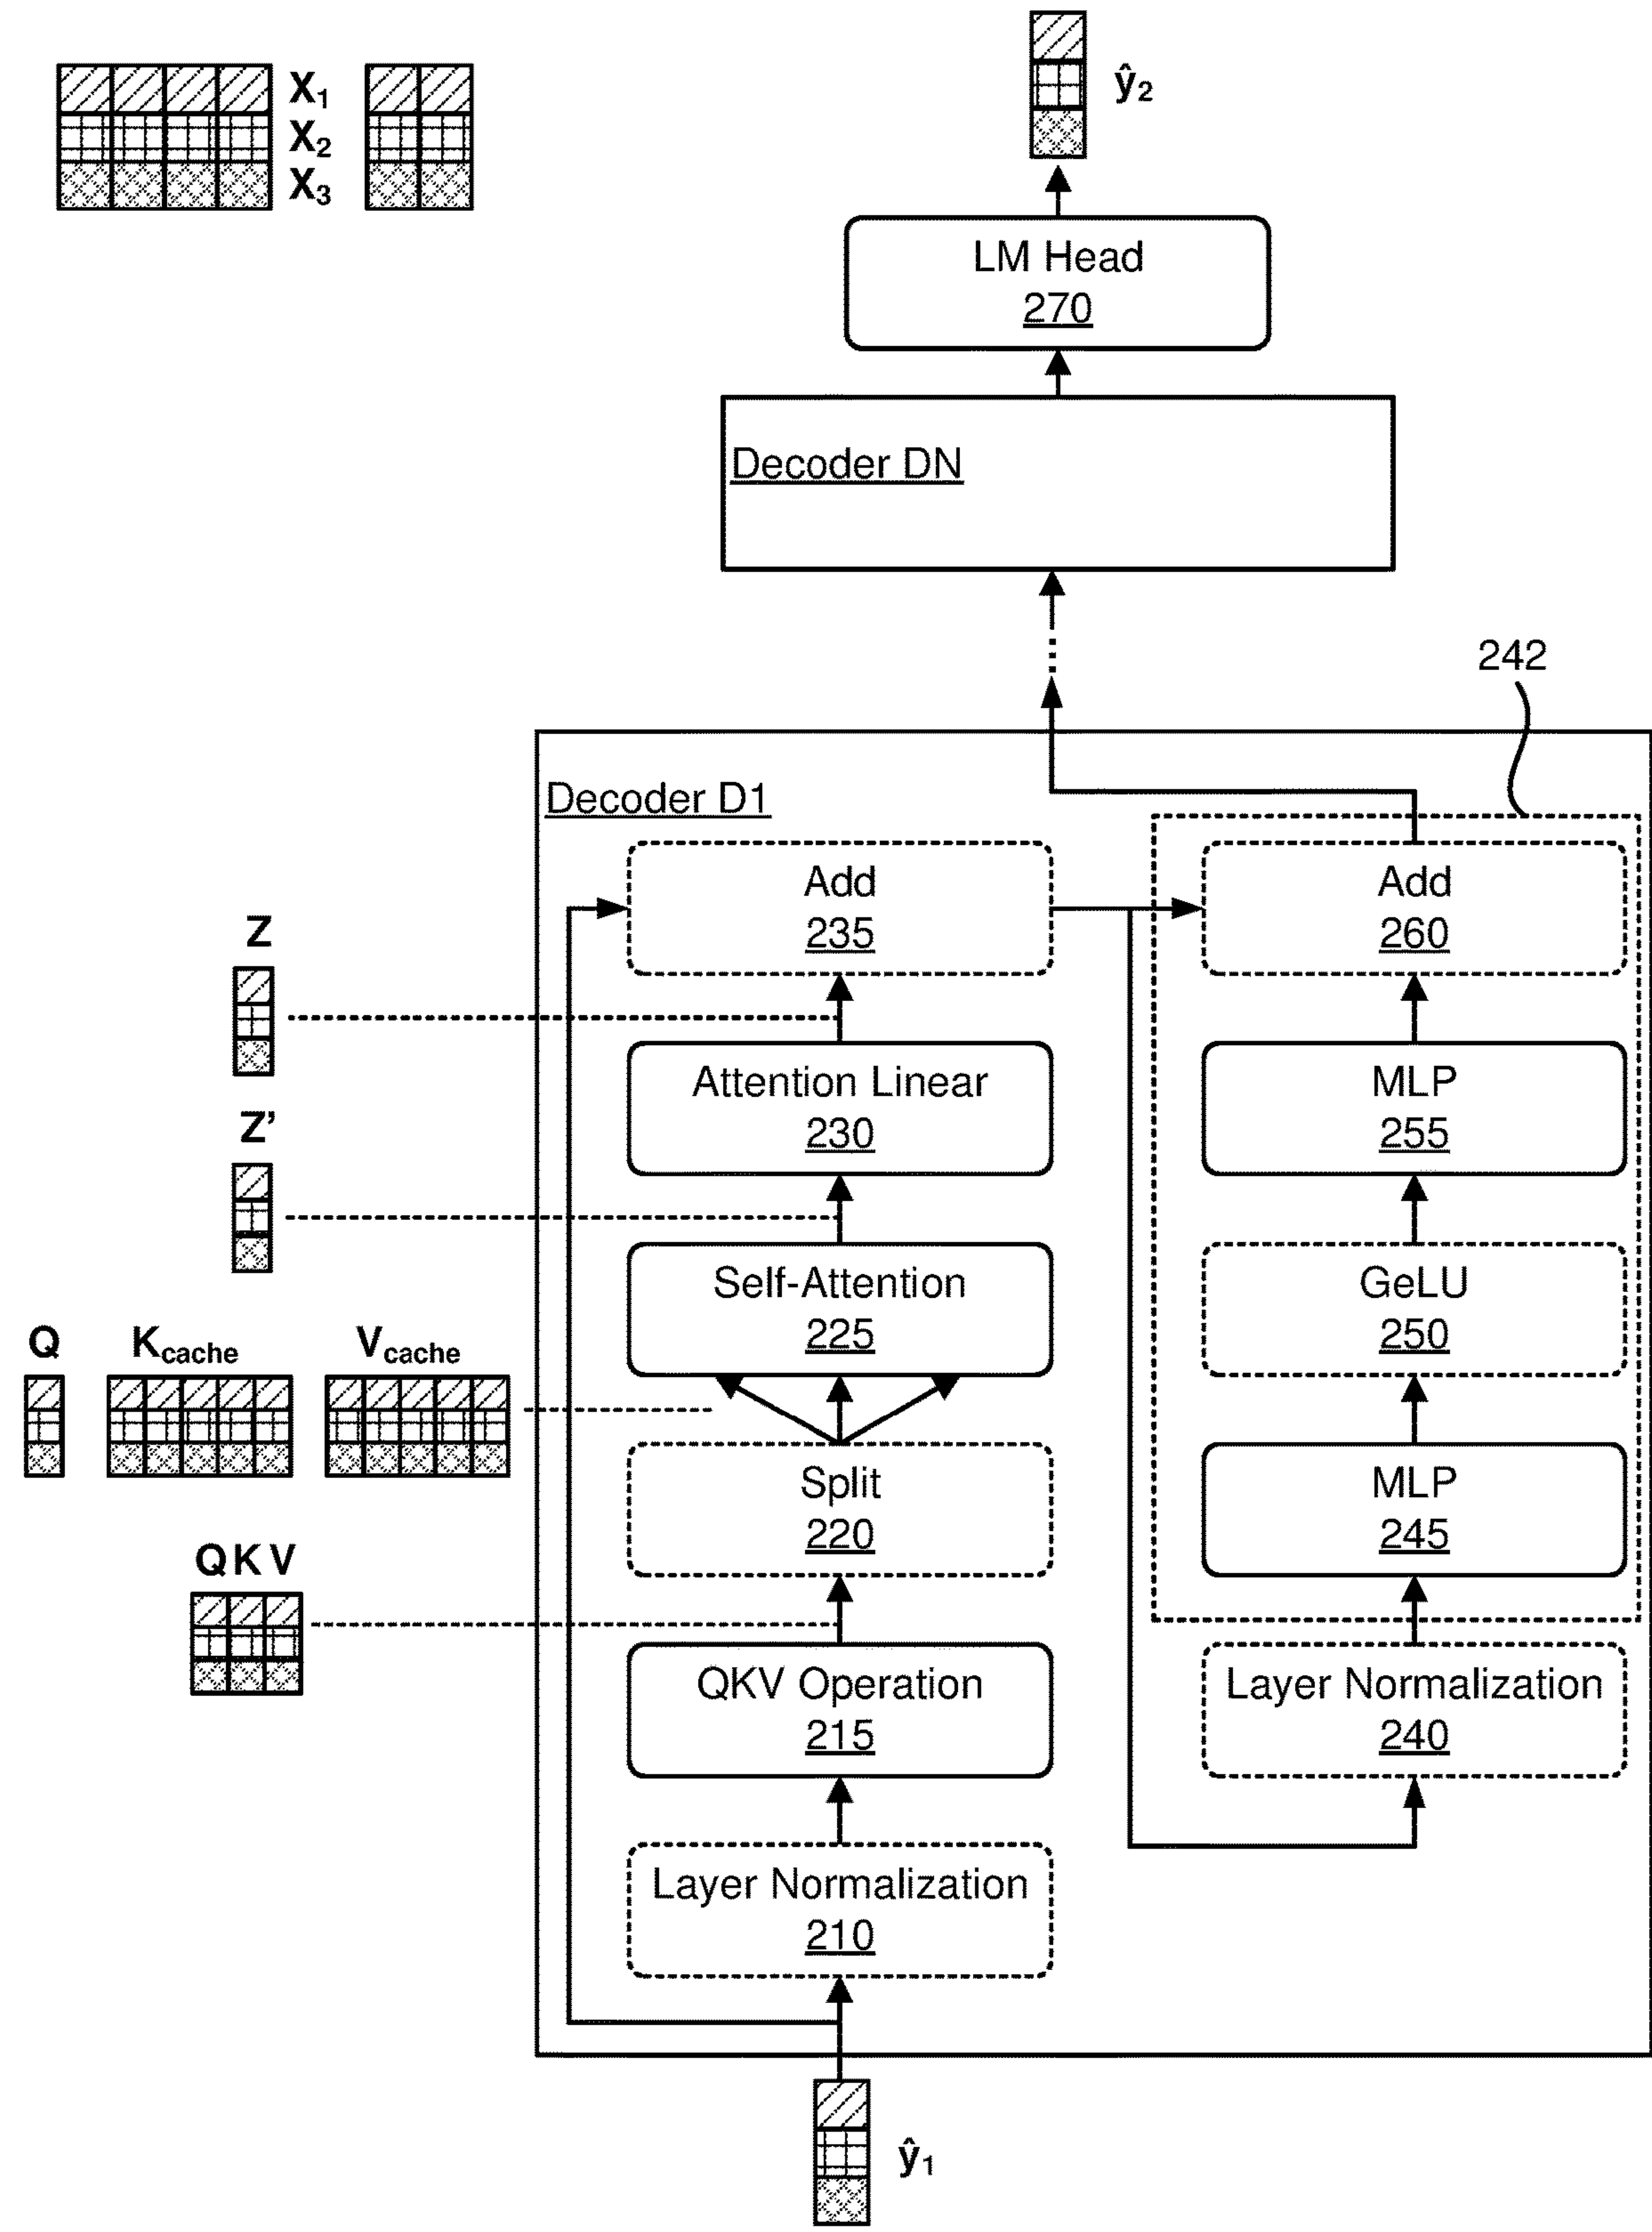 X1
X2
X3
ŷ2
LM Head
270
Decoder DN
242
Decoder D1
Add
235
Add
260
Z
Attention Linear
230
MLP
255
Z'
Self-Attention
225
GeLU
250
Q
Kcache
Vcache
Split
220
MLP
245
Q K V
QKV Operation
215
Layer Normalization
240
Layer Normalization
210
ŷ1